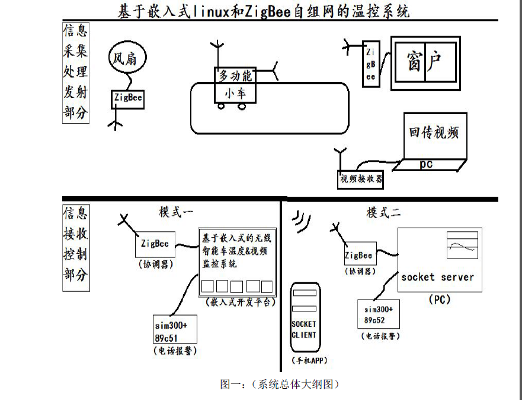 基于嵌入式linux和ZigBee自组网的温控系统
信息
采集
处理
发射
部分
风扇
ZigBee
多功能
小车
Zi
gB
ee
窗户
回传视频
pc
视频接收器
信息
接收
控制
部分
模式一
ZigBee
(协调器)
基于嵌入式的无线
智能车温度&视频
监控系统
(嵌入式开发平台)
sim300+
89c51
(电话报警)
模式二
ZigBee
(协调器)
socket server
(PC)
SOCKET
CLIENT
(手机APP)
sim300+
89c52
(电话报警)
图一:(系统总体大纲图)